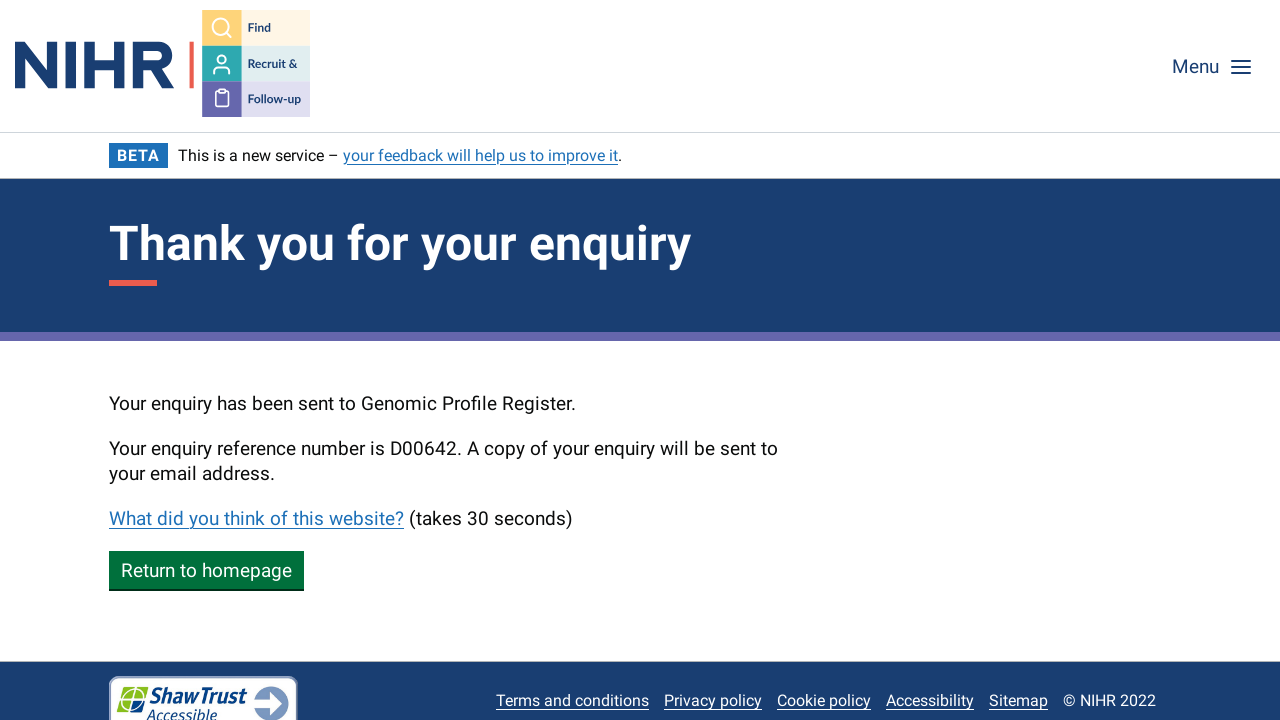 NIHR
Find
Recruit &
Follow-up
Menu
BETA This is a new service – your feedback will help us to improve it.
Thank you for your enquiry
Your enquiry has been sent to Genomic Profile Register.
Your enquiry reference number is D00642. A copy of your enquiry will be sent to
your email address.
What did you think of this website? (takes 30 seconds)
Return to homepage
ShawTrust
Accessible
Terms and conditions Privacy policy Cookie policy Accessibility Sitemap © NIHR 2022